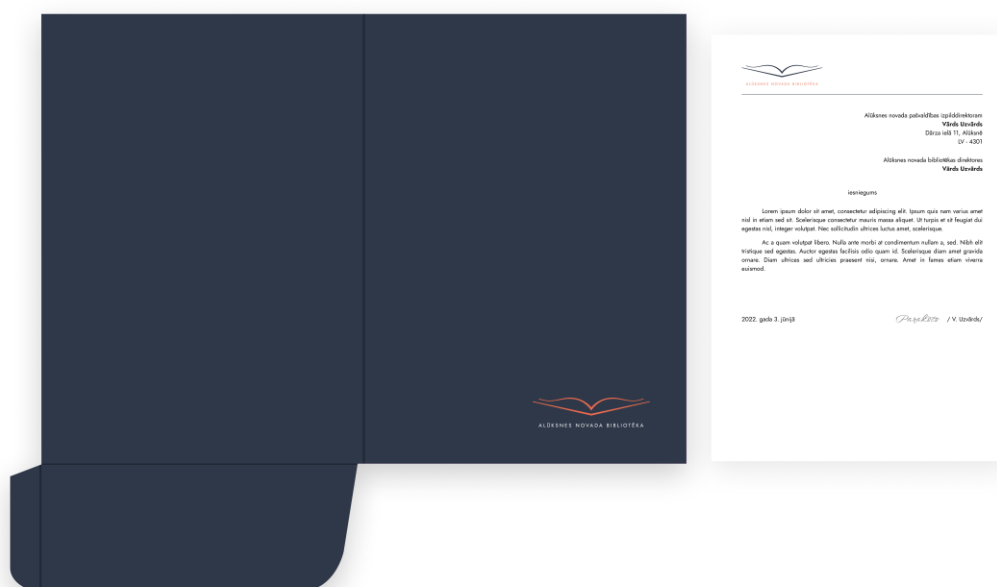 ALŪKSNES NOVADA BIBLIOTĒKA
ALŪKSNES NOVADA BIBLIOTĒKA
Alūksnes novada pašvaldības izpilddirektoram
Vārds Uzvārds
Dārza ielā 11, Alūksnē
LV - 4301
Alūksnes novada bibliotēkas direktores
Vārds Uzvārds
iesniegums
Lorem ipsum dolor sit amet, consectetur adipiscing elit. Ipsum quis nam varius amet
nisl in etiam sed sit. Scelerisque consectetur mauris massa aliquet. Ut turpis et sit feugiat dui
egestas nisl, integer volutpat. Nec sollicitudin ultrices luctus amet, scelerisque.
Ac a quam volutpat libero. Nulla ante morbi at condimentum nullam a, sed. Nibh elit
tristique sed egestas. Auctor egestas facilisis odio quam id. Scelerisque diam amet gravida
ornare. Diam ultrices sed ultricies praesent nisi, ornare. Amet in fames etiam viverra
euismod.
2022. gada 3. jūnijā
Paraksts / V. Uzvārds/